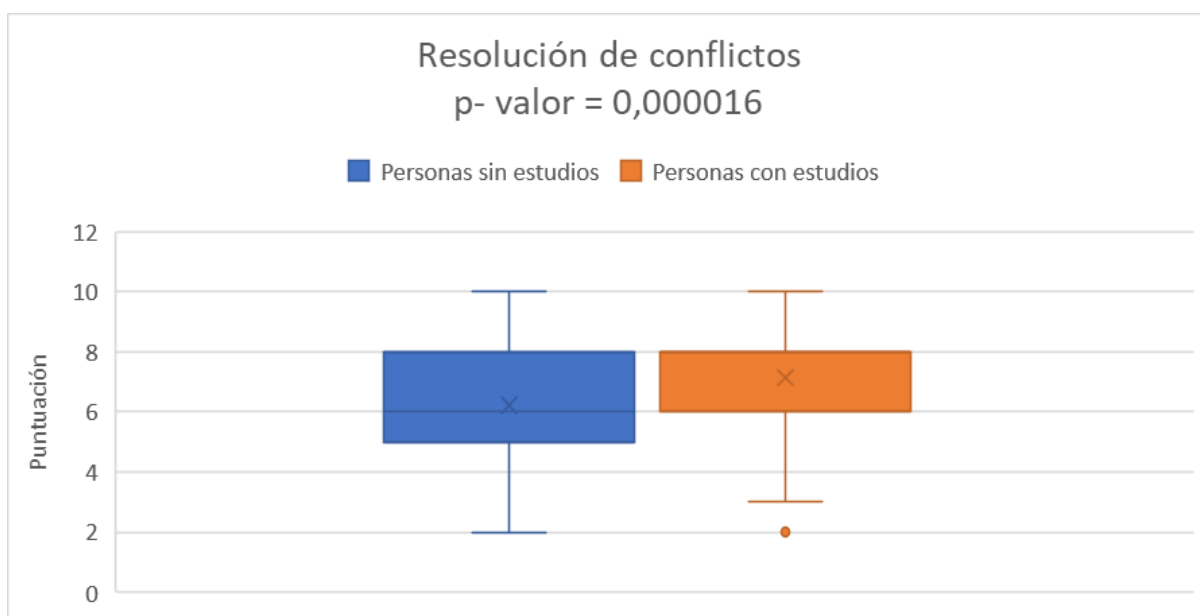 Resolución de conflictos
p- valor = 0,000016
Personas sin estudios Personas con estudios
12
10
8
6
4
2
0
Puntuación